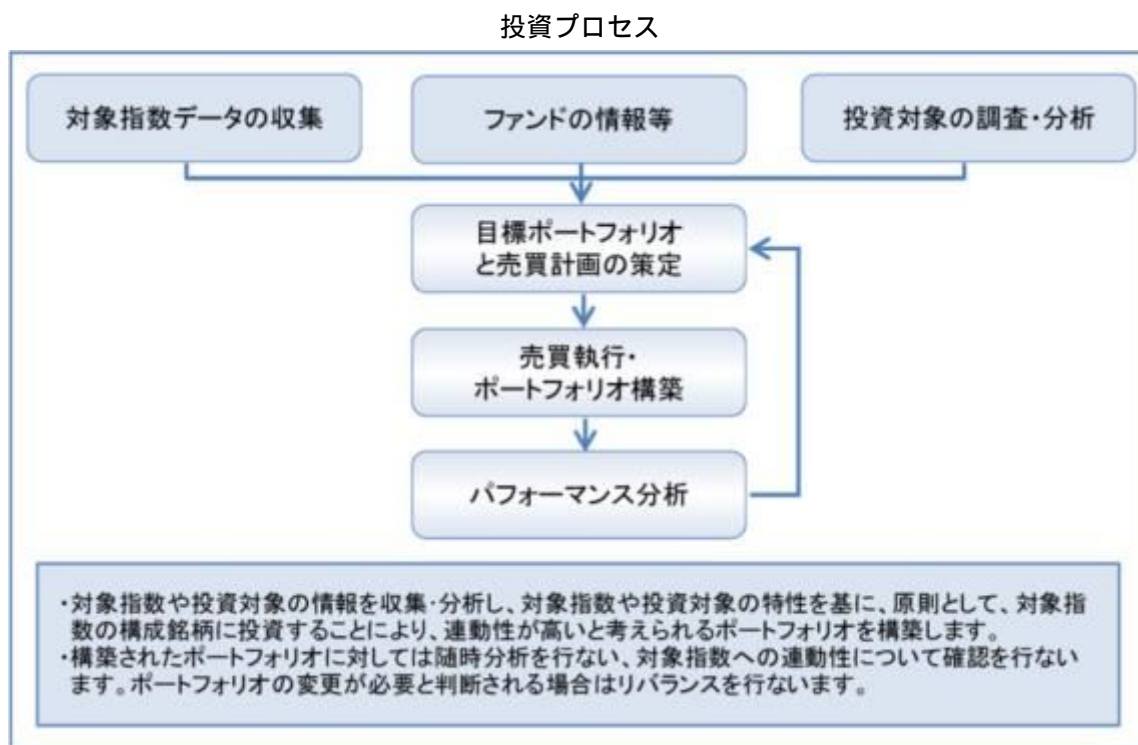 投資プロセス
対象指数データの収集
ファンドの情報等
投資対象の調査・分析
目標ポートフォリオ
と売買計画の策定
売買執行・
ポートフォリオ構築
パフォーマンス分析
・対象指数や投資対象の情報を収集・分析し、対象指数や投資対象の特性を基に、原則として、対象指
数の構成銘柄に投資することにより、連動性が高いと考えられるポートフォリオを構築します。
・構築されたポートフォリオに対しては随時分析を行ない、対象指数への連動性について確認を行ない
ます。ポートフォリオの変更が必要と判断される場合はリバランスを行ないます。